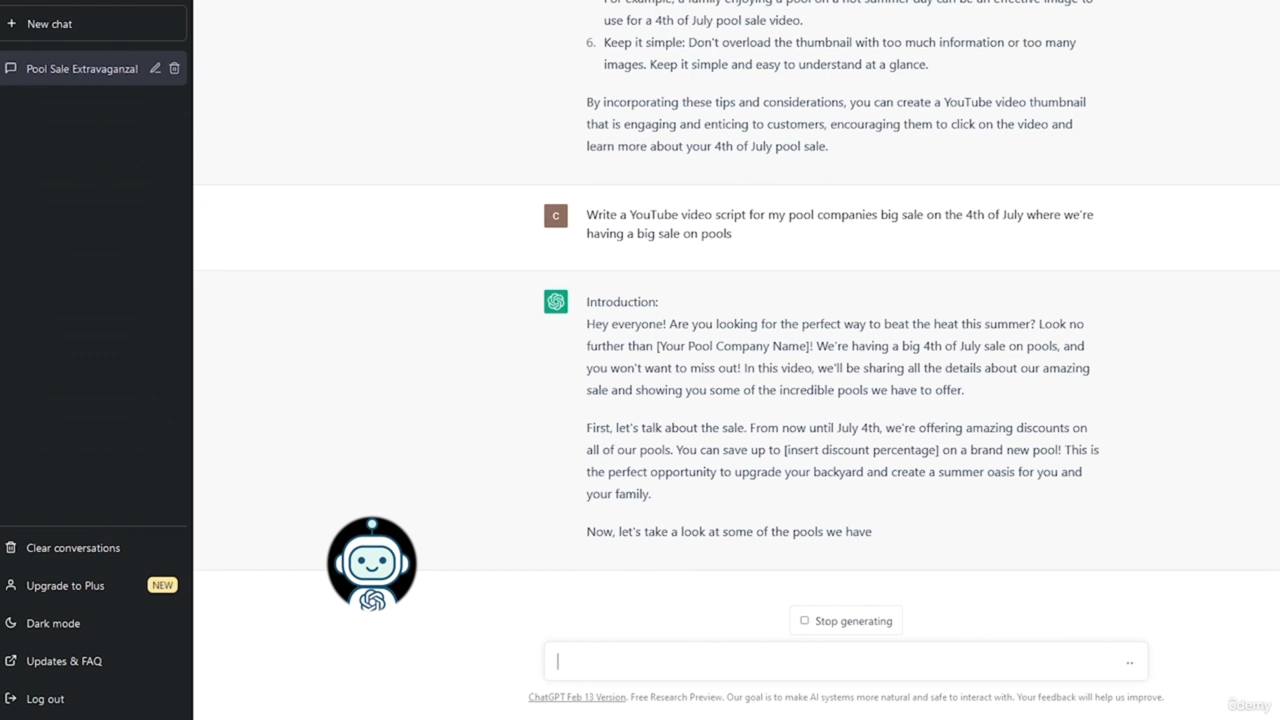 New chat
Pool Sale Extravaganza!
Clear conversations
Upgrade to Plus
NEW
Dark mode
Updates & FAQ
Log out
For example, a family enjoying a pool on a hot summer day can be an effective image to
use for a 4th of July pool sale video.
6. Keep it simple: Don't overload the thumbnail with too much information or too many
images. Keep it simple and easy to understand at a glance.
By incorporating these tips and considerations, you can create a YouTube video thumbnail
that is engaging and enticing to customers, encouraging them to click on the video and
learn more about your 4th of July pool sale.
C
Write a YouTube video script for my pool companies big sale on the 4th of July where we're
having a big sale on pools
Introduction:
Hey everyone! Are you looking for the perfect way to beat the heat this summer? Look no
further than [Your Pool Company Name]! We're having a big 4th of July sale on pools, and
you won't want to miss out! In this video, we'll be sharing all the details about our amazing
sale and showing you some of the incredible pools we have to offer.
First, let's talk about the sale. From now until July 4th, we're offering amazing discounts on
all of our pools. You can save up to [insert discount percentage] on a brand new pool! This is
the perfect opportunity to upgrade your backyard and create a summer oasis for you and
your family.
Now, let's take a look at some of the pools we have
Stop generating
ChatGPT Feb 13 Version. Free Research Preview. Our goal is to make AI systems more natural and safe to interact with. Your feedback will help us improve.
ûdemy